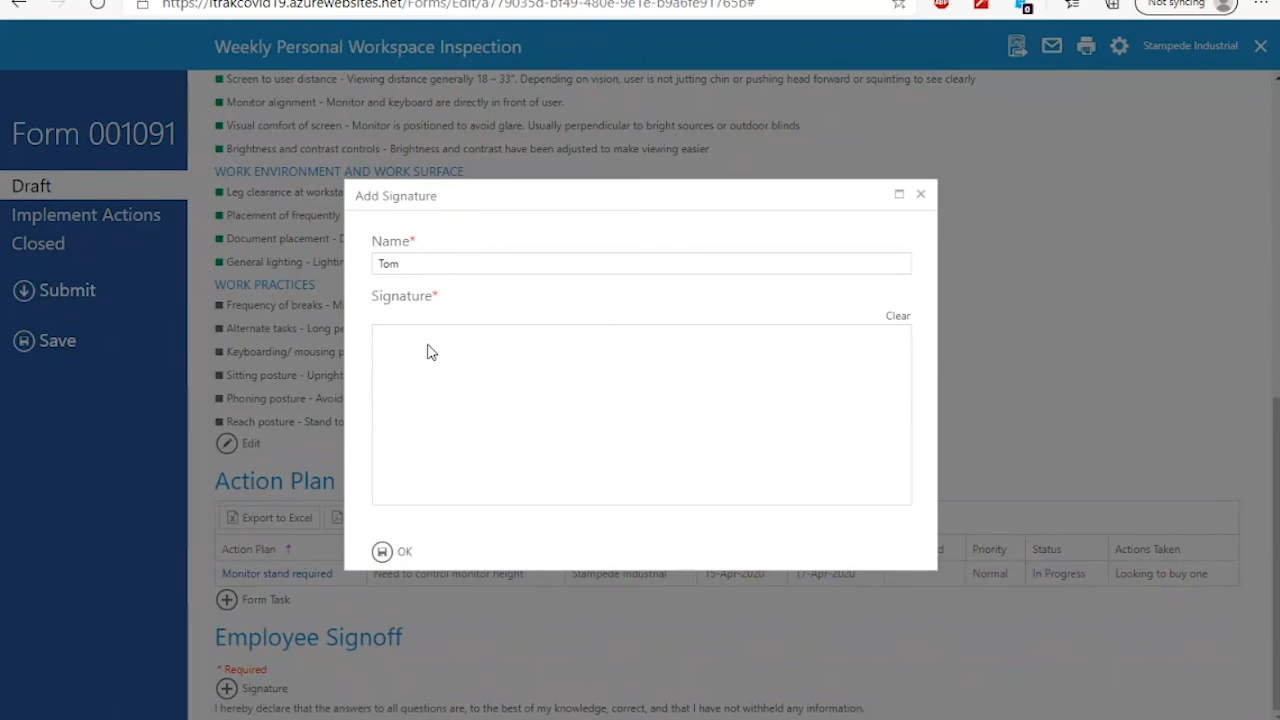 https://itrakcovid19.azurewebsites.net/Forms/Edit/a779035d-bf49-480e-9e1e-b9a6fe91765b#
Not syncing
Weekly Personal Workspace Inspection
Stampede Industrial
Form 001091
Draft
Implement Actions
Closed
Submit
Save
Screen to user distance - Viewing distance generally 18 – 33". Depending on vision, user is not jutting chin or pushing head forward or squinting to see clearly
Monitor alignment - Monitor and keyboard are directly in front of user.
Visual comfort of screen - Monitor is positioned to avoid glare. Usually perpendicular to bright sources or outdoor blinds
Brightness and contrast controls - Brightness and contrast have been adjusted to make viewing easier
WORK ENVIRONMENT AND WORK SURFACE
Leg clearance at worksta
Placement of frequently
Document placement - D
General lighting - Lightin
WORK PRACTICES
Frequency of breaks - Mi
Alternate tasks - Long pe
Keyboarding/ mousing p
Sitting posture - Upright
Phoning posture - Avoid
Reach posture - Stand to
Edit
Add Signature
Name*
Tom
Signature*
Clear
OK
Action Plan
Export to Excel
Action Plan ↑ d Priority Status Actions Taken
Monitor stand required Need to control monitor height Stampede Industrial 15-Apr-2020 17-Apr-2020 Normal In Progress Looking to buy one
Form Task
Employee Signoff
* Required
Signature
I hereby declare that the answers to all questions are, to the best of my knowledge, correct, and that I have not withheld any information.